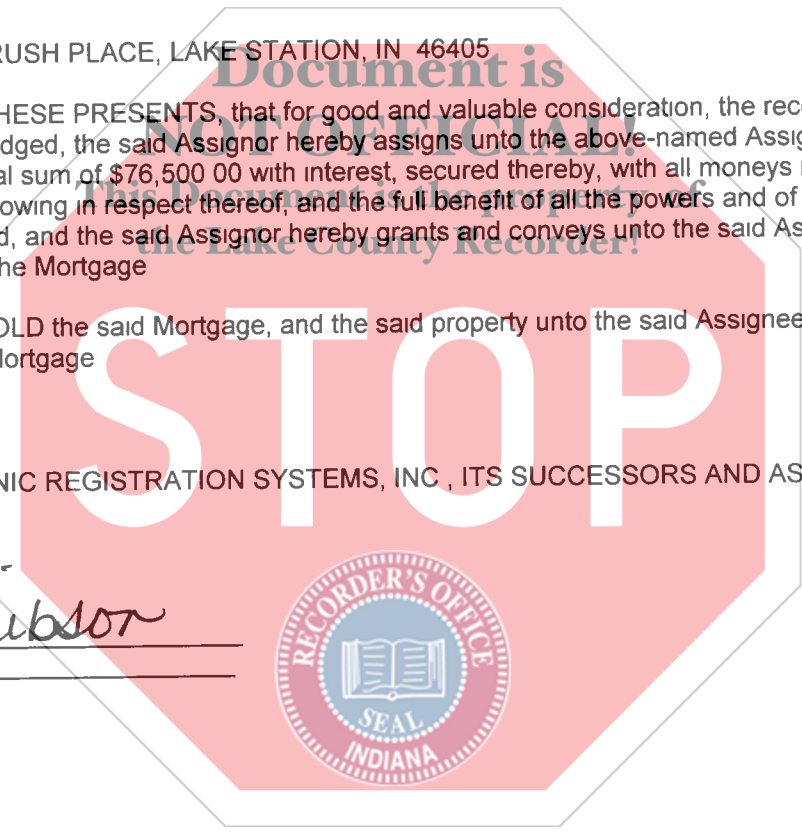 RUSH PLACE, LAKE STATION, IN 46405
Document is
HESE PRESENTS, that for good and valuable consideration, the rec
NOT OFFICIAL!
dged, the said Assignor hereby assigns unto the above-named Assig
al sum of $76,500 00 with interest, secured thereby, with all moneys
This Document is the property of
owing in respect thereof, and the full benefit of all the powers and of
d, and the said Assignor hereby grants and conveys unto the said As
the Lake County Recorder!
he Mortgage
OLD the said Mortgage, and the said property unto the said Assignee
Mortgage
STOP
NIC REGISTRATION SYSTEMS, INC , ITS SUCCESSORS AND AS
ubson
RECORDER'S OFFICE
SEAL
INDIANA